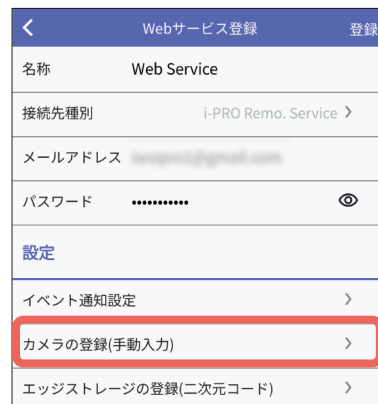 Webサービス登録 登録
名称 Web Service
接続先種別 i-PRO Remo. Service
メールアドレス
パスワード •••••••••••
設定
イベント通知設定
カメラの登録(手動入力)
エッジストレージの登録(二次元コード)